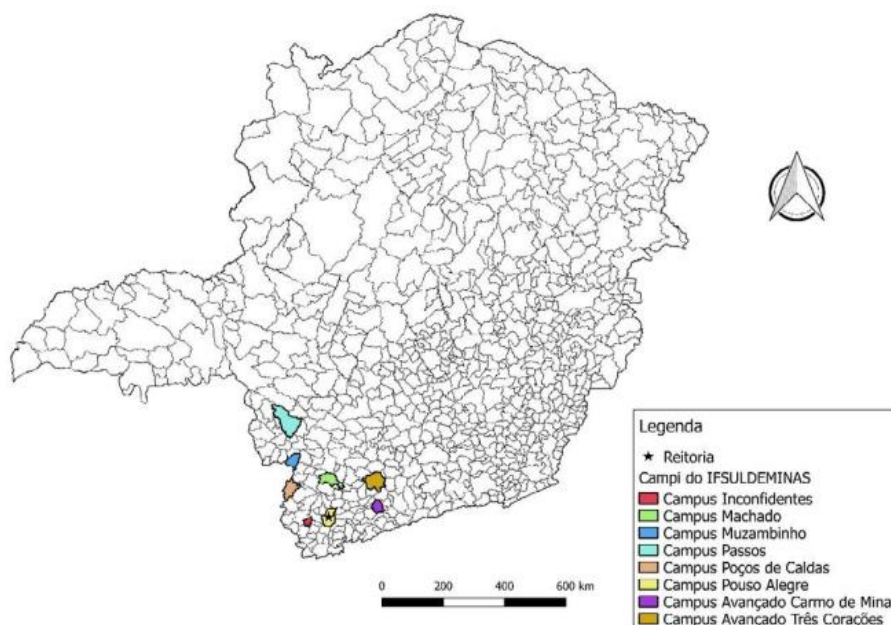 0 200 400 600 km
Legenda
Reitoria
Campi do IFSULDEMINAS
Campus Inconfidentes
Campus Machado
Campus Muzambinho
Campus Passos
Campus Poços de Caldas
Campus Pouso Alegre
Campus Avançado Carmo de Mina
Campus Avançado Três Corações